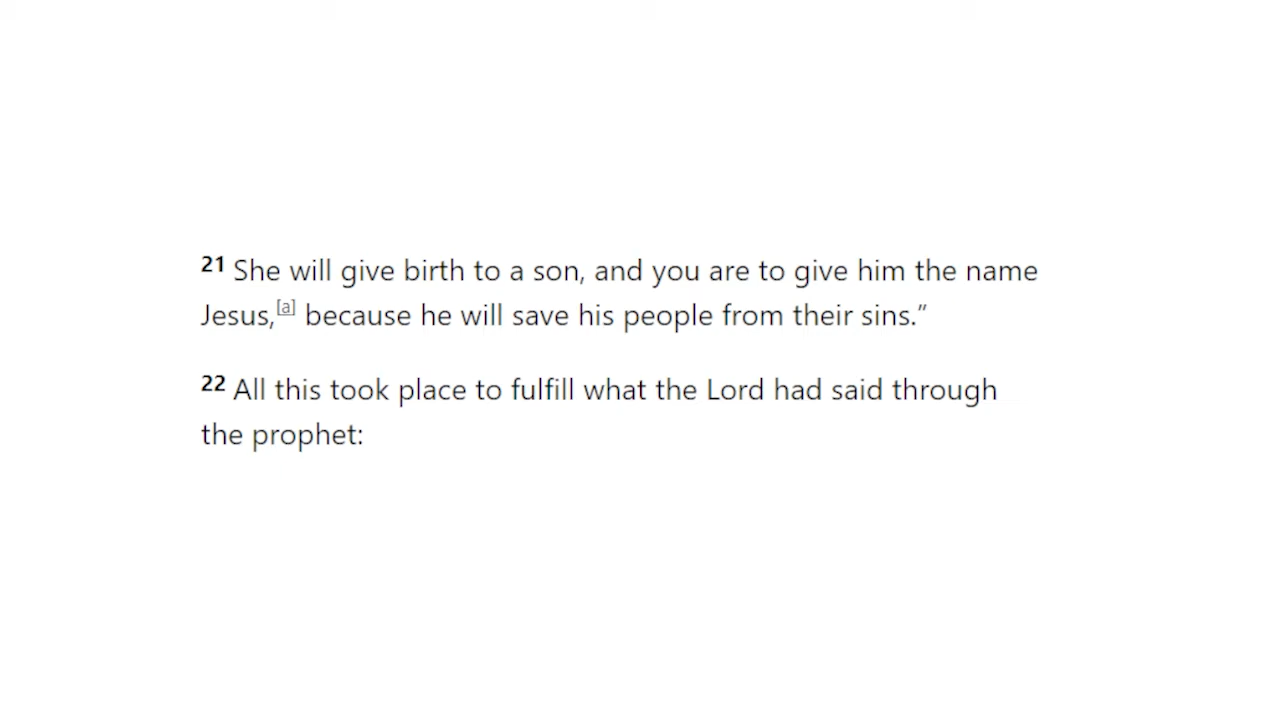 21 She will give birth to a son, and you are to give him the name
Jesus,[a] because he will save his people from their sins.”
22 All this took place to fulfill what the Lord had said through
the prophet: